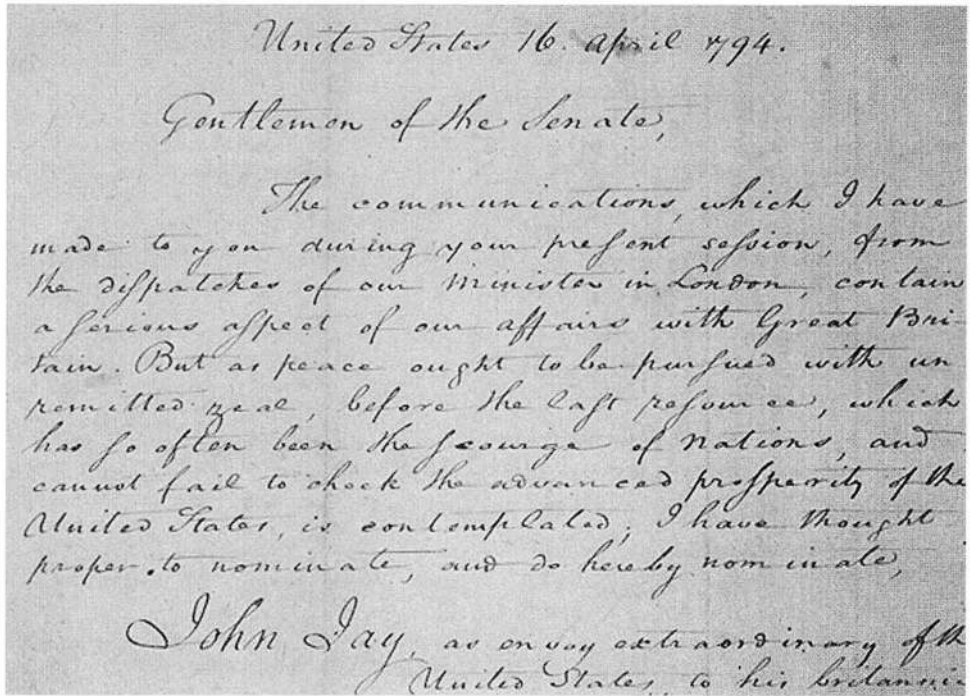 United States 16. April 1794.
Gentlemen of the Senate,
The communications, which I have
made to you during your present session, from
the dispatches of our Minister in London, contain
a serious aspect of our affairs with Great Bri-
tain. But as peace ought to be pursued with un
remitted zeal, before the last resource, which
has so often been the scourge of Nations, and
cannot fail to check the advanced prosperity of the
United States, is contemplated; I have thought
proper to nominate, and do hereby nominate,
John Jay, as envoy extraordinary of th
United States, to his britannic